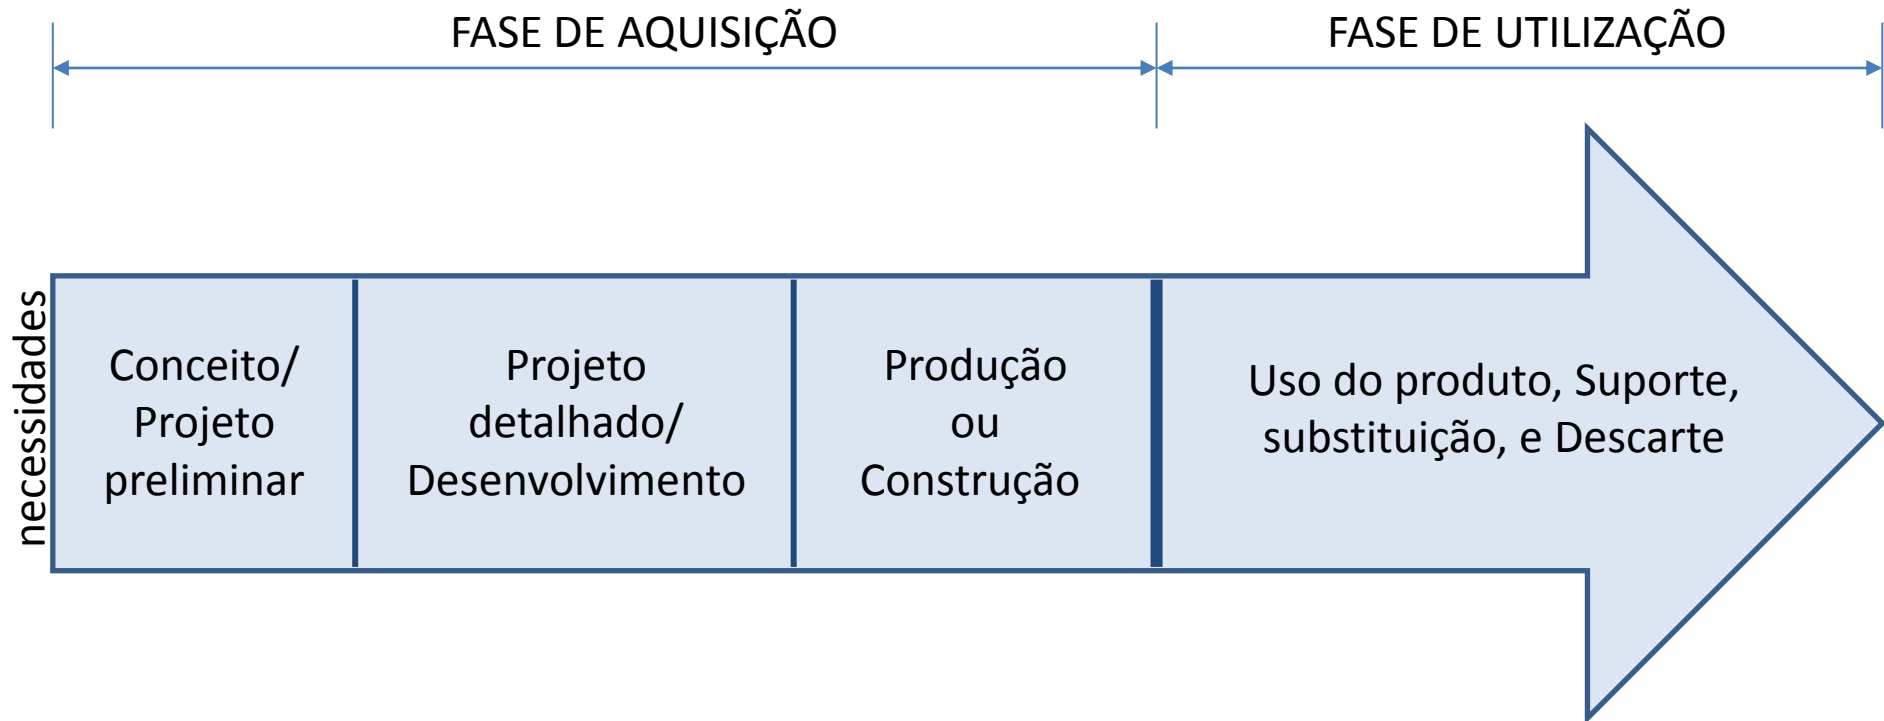 FASE DE AQUISIÇÃO
FASE DE UTILIZAÇÃO
necessidades
Conceito/
Projeto
preliminar
Projeto
detalhado/
Desenvolvimento
Produção
ou
Construção
Uso do produto, Suporte,
substituição, e Descarte